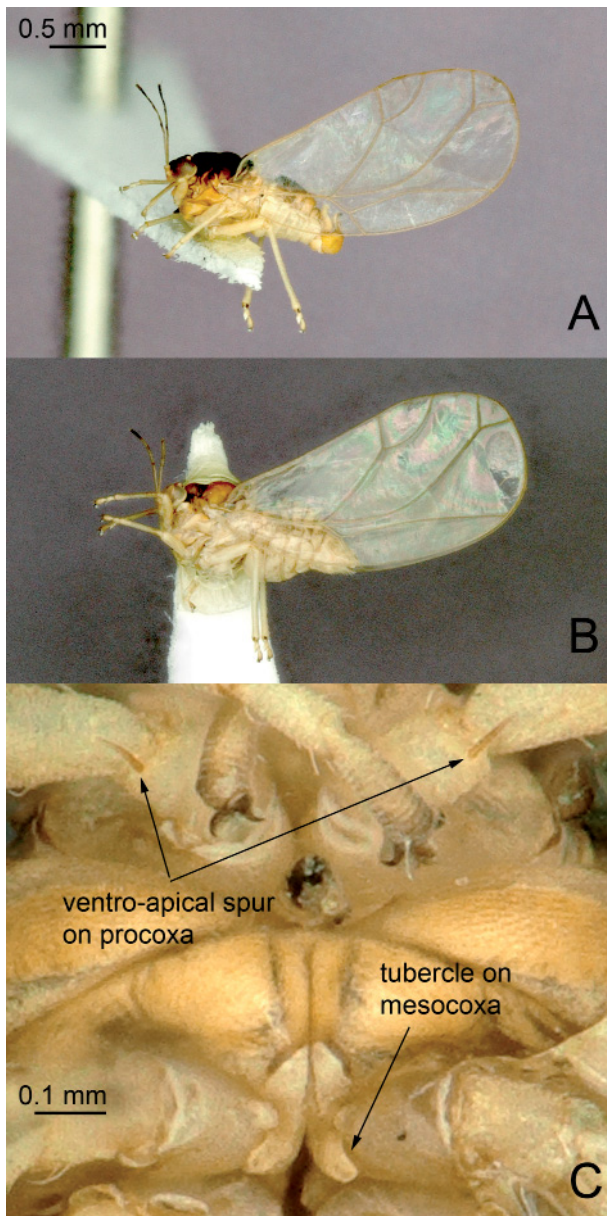 0.5 mm
A
B
ventro-apical spur
on procoxa
tubercle on
mesocoxa
0.1 mm
C